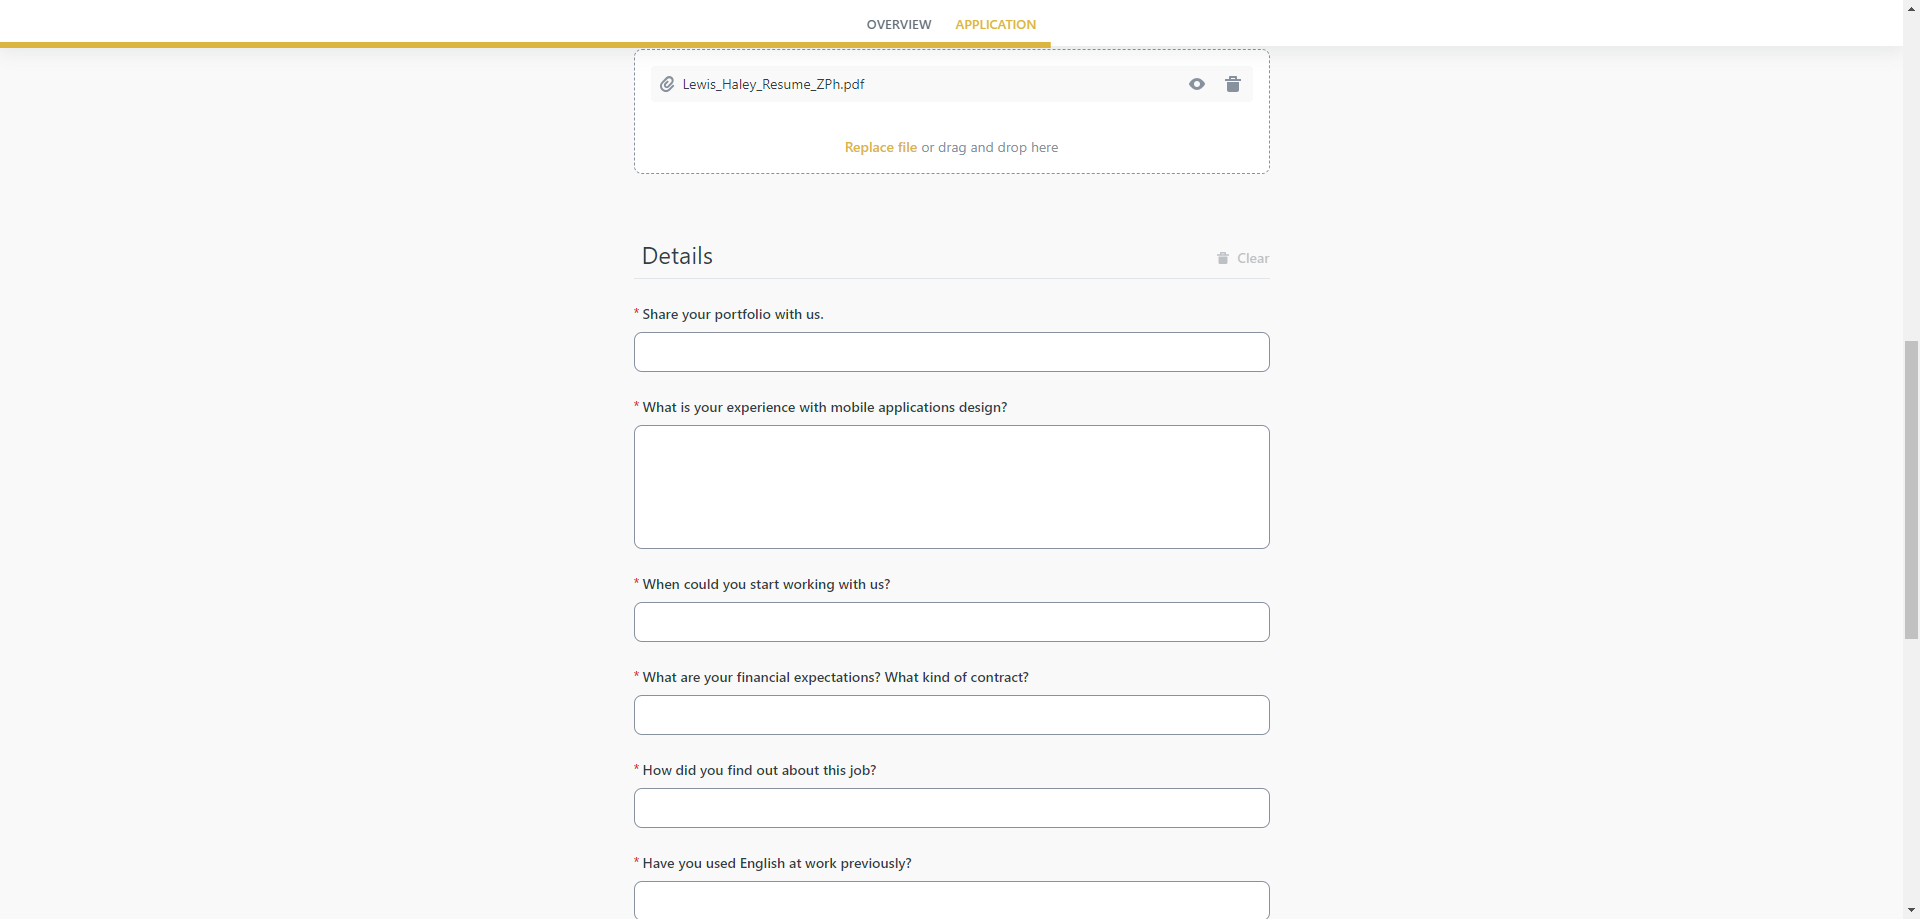 OVERVIEW APPLICATION
Lewis_Haley_Resume_ZPh.pdf
Replace file or drag and drop here
Details
Clear
* Share your portfolio with us.
* What is your experience with mobile applications design?
* When could you start working with us?
* What are your financial expectations? What kind of contract?
* How did you find out about this job?
* Have you used English at work previously?